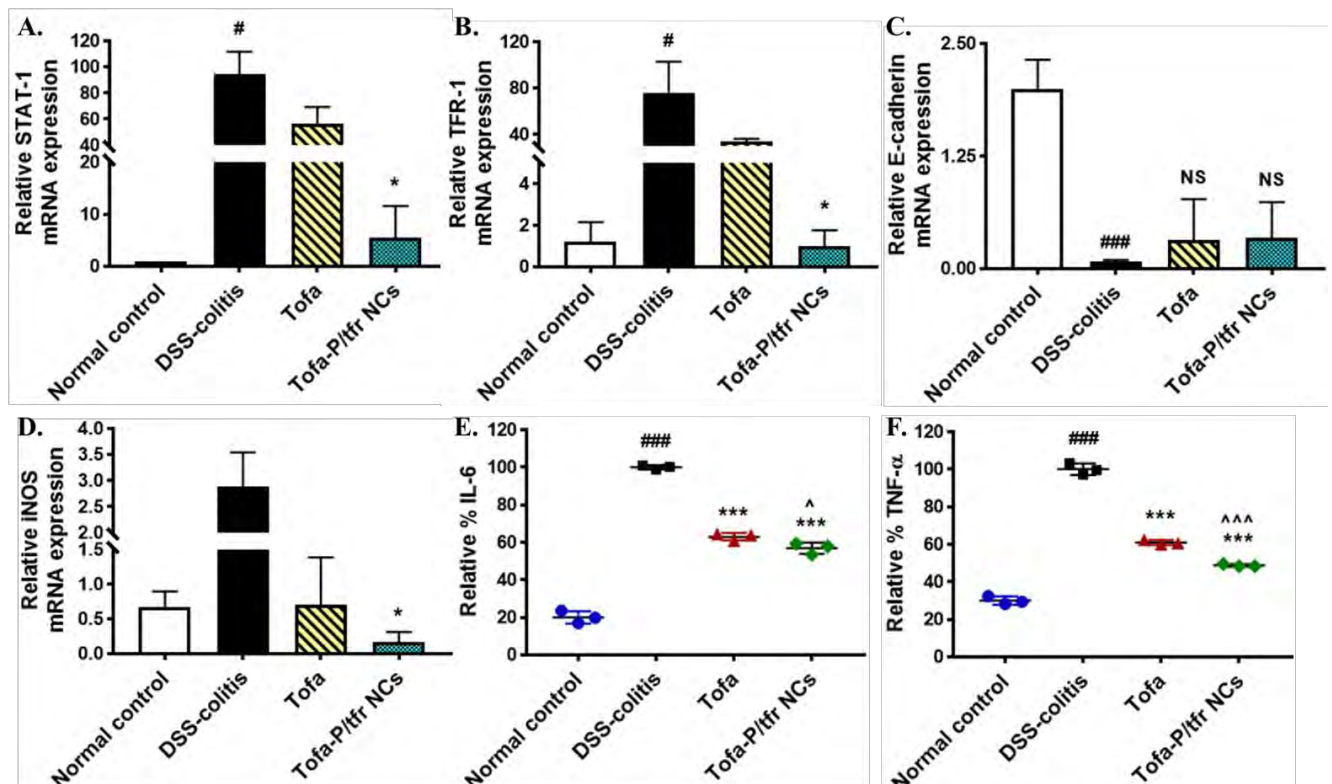 A.
Relative STAT-1
mRNA expression
120
100
80
60
40
20
10
0
#
*
Normal control
DSS-colitis
Tofa
Tofa-P/tfr NCs
B.
Relative TFR-1
mRNA expression
120
80
40
4
2
0
#
*
Normal control
DSS-colitis
Tofa
Tofa-P/tfr NCs
C.
Relative E-cadherin
mRNA expression
2.50
1.25
0.00
###
NS
NS
Normal control
DSS-colitis
Tofa
Tofa-P/tfr NCs
D.
Relative iNOS
mRNA expression
4.0
3.5
3.0
2.5
2.0
1.5
1.0
0.5
0.0
*
Normal control
DSS-colitis
Tofa
Tofa-P/tfr NCs
E.
Relative % IL-6
120
100
80
60
40
20
0
###
***
^
***
Normal control
DSS-colitis
Tofa
Tofa-P/tfr NCs
F.
Relative % TNF-α
120
100
80
60
40
20
0
###
***
^^^
***
Normal control
DSS-colitis
Tofa
Tofa-P/tfr NCs